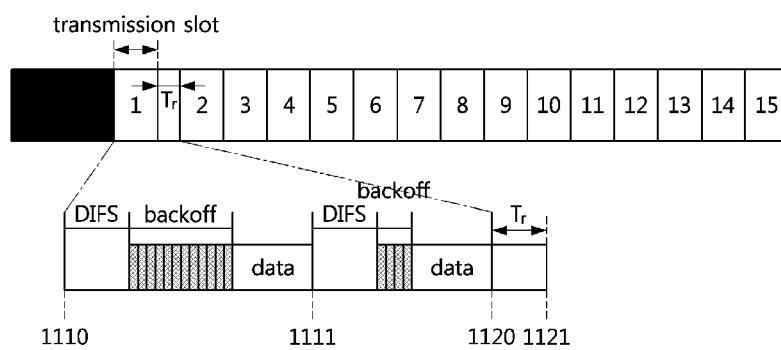 transmission slot
1 Tr 2 3 4 5 6 7 8 9 10 11 12 13 14 15
backoff
DIFS backoff DIFS Tr
data data
1110 1111 1120 1121